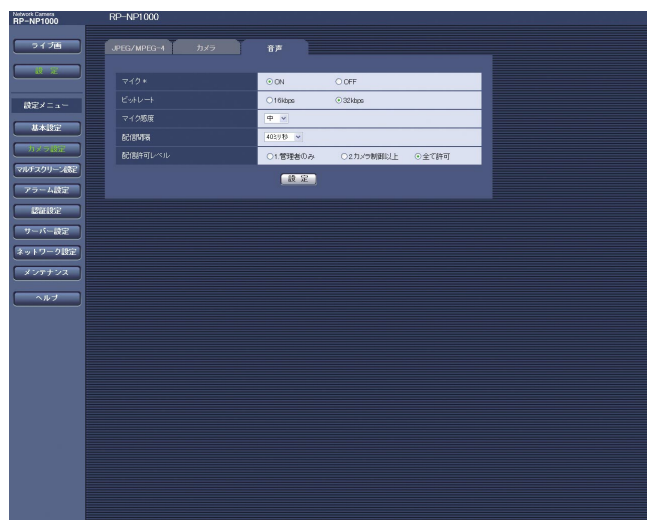 Network Camera
RP-NP1000
RP-NP1000
ライブ画
設 定
設定メニュー
基本設定
カメラ設定
マルチスクリーン設定
アラーム設定
認証設定
サーバー設定
ネットワーク設定
メンテナンス
ヘルプ
JPEG/MPEG-4 カメラ 音声
マイク* ON OFF
ビットレート 16kbps 32kbps
マイク感度 中
配信間隔 40ミリ秒
配信許可レベル 1.管理者のみ 2.カメラ制御以上 全て許可
設 定